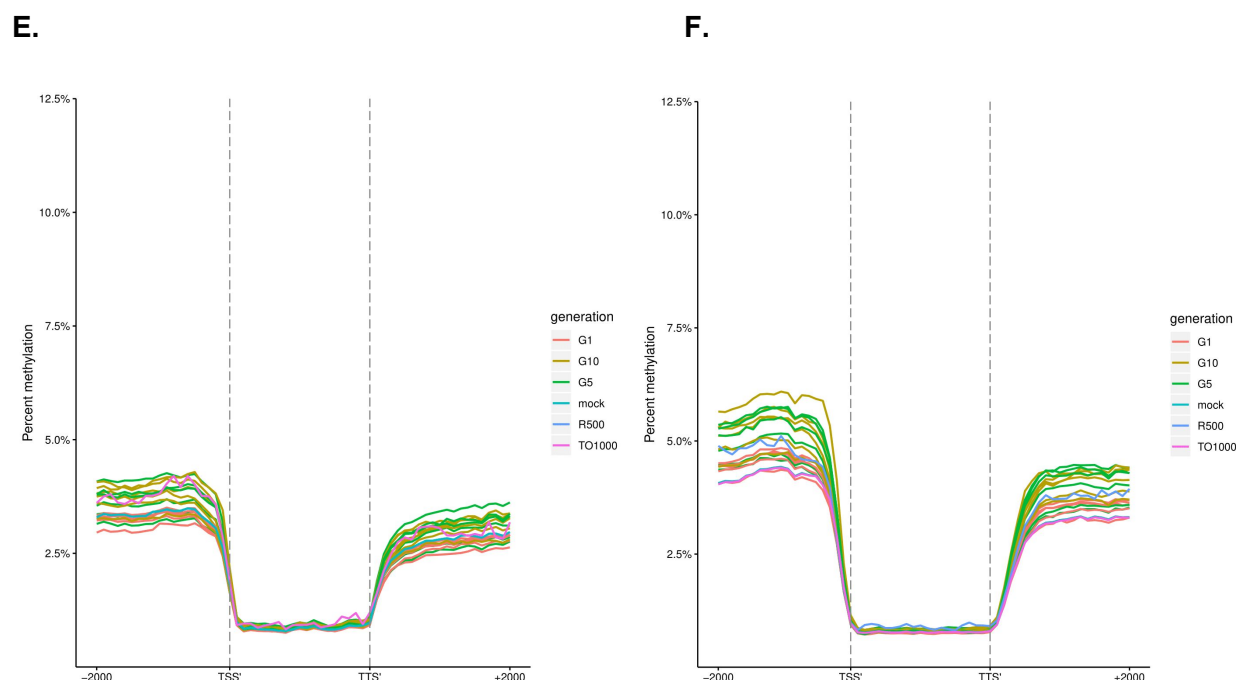 E.
F.
12.5%
10.0%
7.5%
5.0%
2.5%
Percent methylation
−2000
TSS'
TTS'
+2000
generation
G1
G10
G5
mock
R500
TO1000
12.5%
10.0%
7.5%
5.0%
2.5%
Percent methylation
−2000
TSS'
TTS'
+2000
generation
G1
G10
G5
mock
R500
TO1000